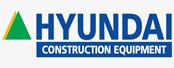 HYUNDAI
CONSTRUCTION EQUIPMENT